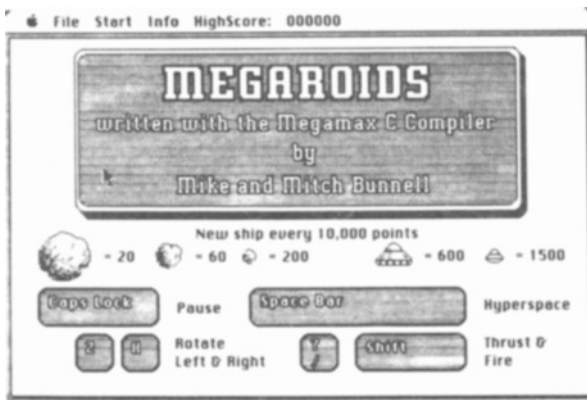 File Start Info HighScore: 000000
MEGAROIDS
written with the Megamax C Compiler
by
Mike and Mitch Bunnell
New ship every 10,000 points
= 20 = 60 = 200 = 600 = 1500
Caps Lock Pause Space Bar Hyperspace
Z X Rotate Left & Right ? / Shift Thrust & Fire